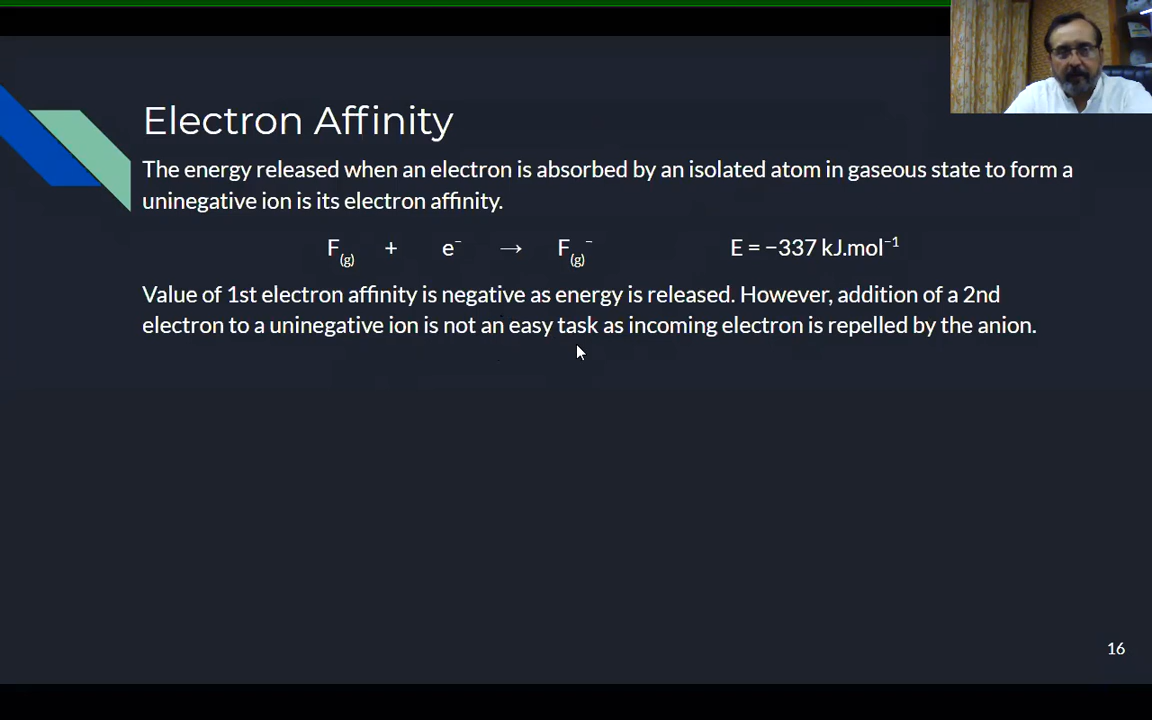 Electron Affinity
The energy released when an electron is absorbed by an isolated atom in gaseous state to form a
uninegative ion is its electron affinity.
F(g) + e⁻ → F(g)⁻ E = −337 kJ.mol⁻¹
Value of 1st electron affinity is negative as energy is released. However, addition of a 2nd
electron to a uninegative ion is not an easy task as incoming electron is repelled by the anion.
16